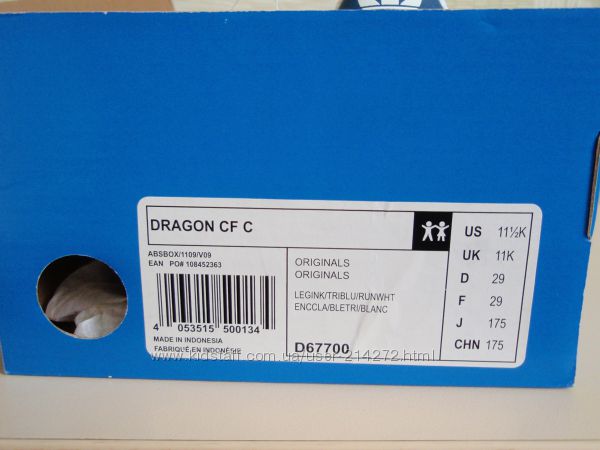 DRAGON CF C
ABSBOX/1109/V09
EAN PO# 108452363
4 053515 500134
MADE IN INDONESIA
FABRIQUÉ EN INDONÉSIE
ORIGINALS
ORIGINALS
LEGINK/TRIBLU/RUNWHT
ENCCLA/BLETRI/BLANC
D67700
US 11½K
UK 11K
D 29
F 29
J 175
CHN 175
www.kidstaff.com.ua/user-214272.html